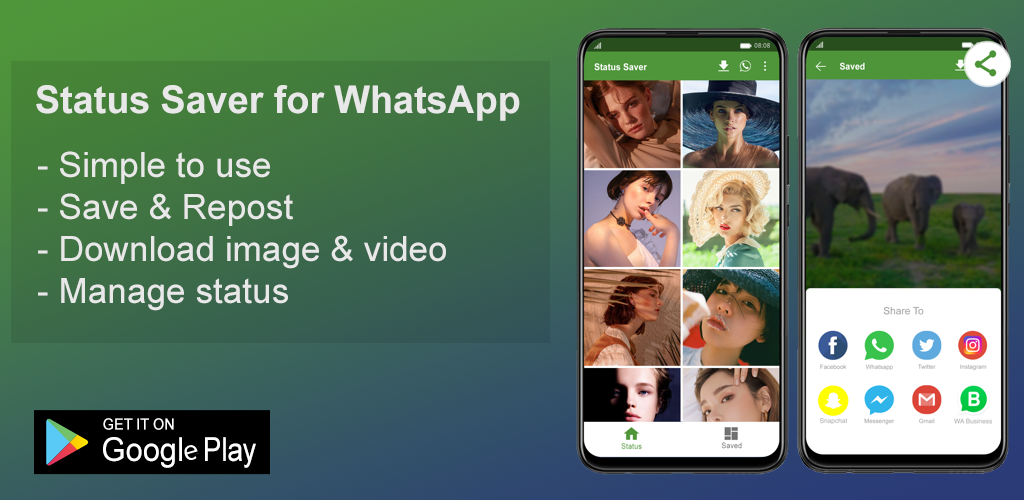 Status Saver for WhatsApp
- Simple to use
- Save & Repost
- Download image & video
- Manage status
GET IT ON
Google Play
08:08
Status Saver
Status
Saved
Saved
Share To
Facebook
Whatsapp
Twitter
Instagram
Snapchat
Messenger
Gmail
WA Business